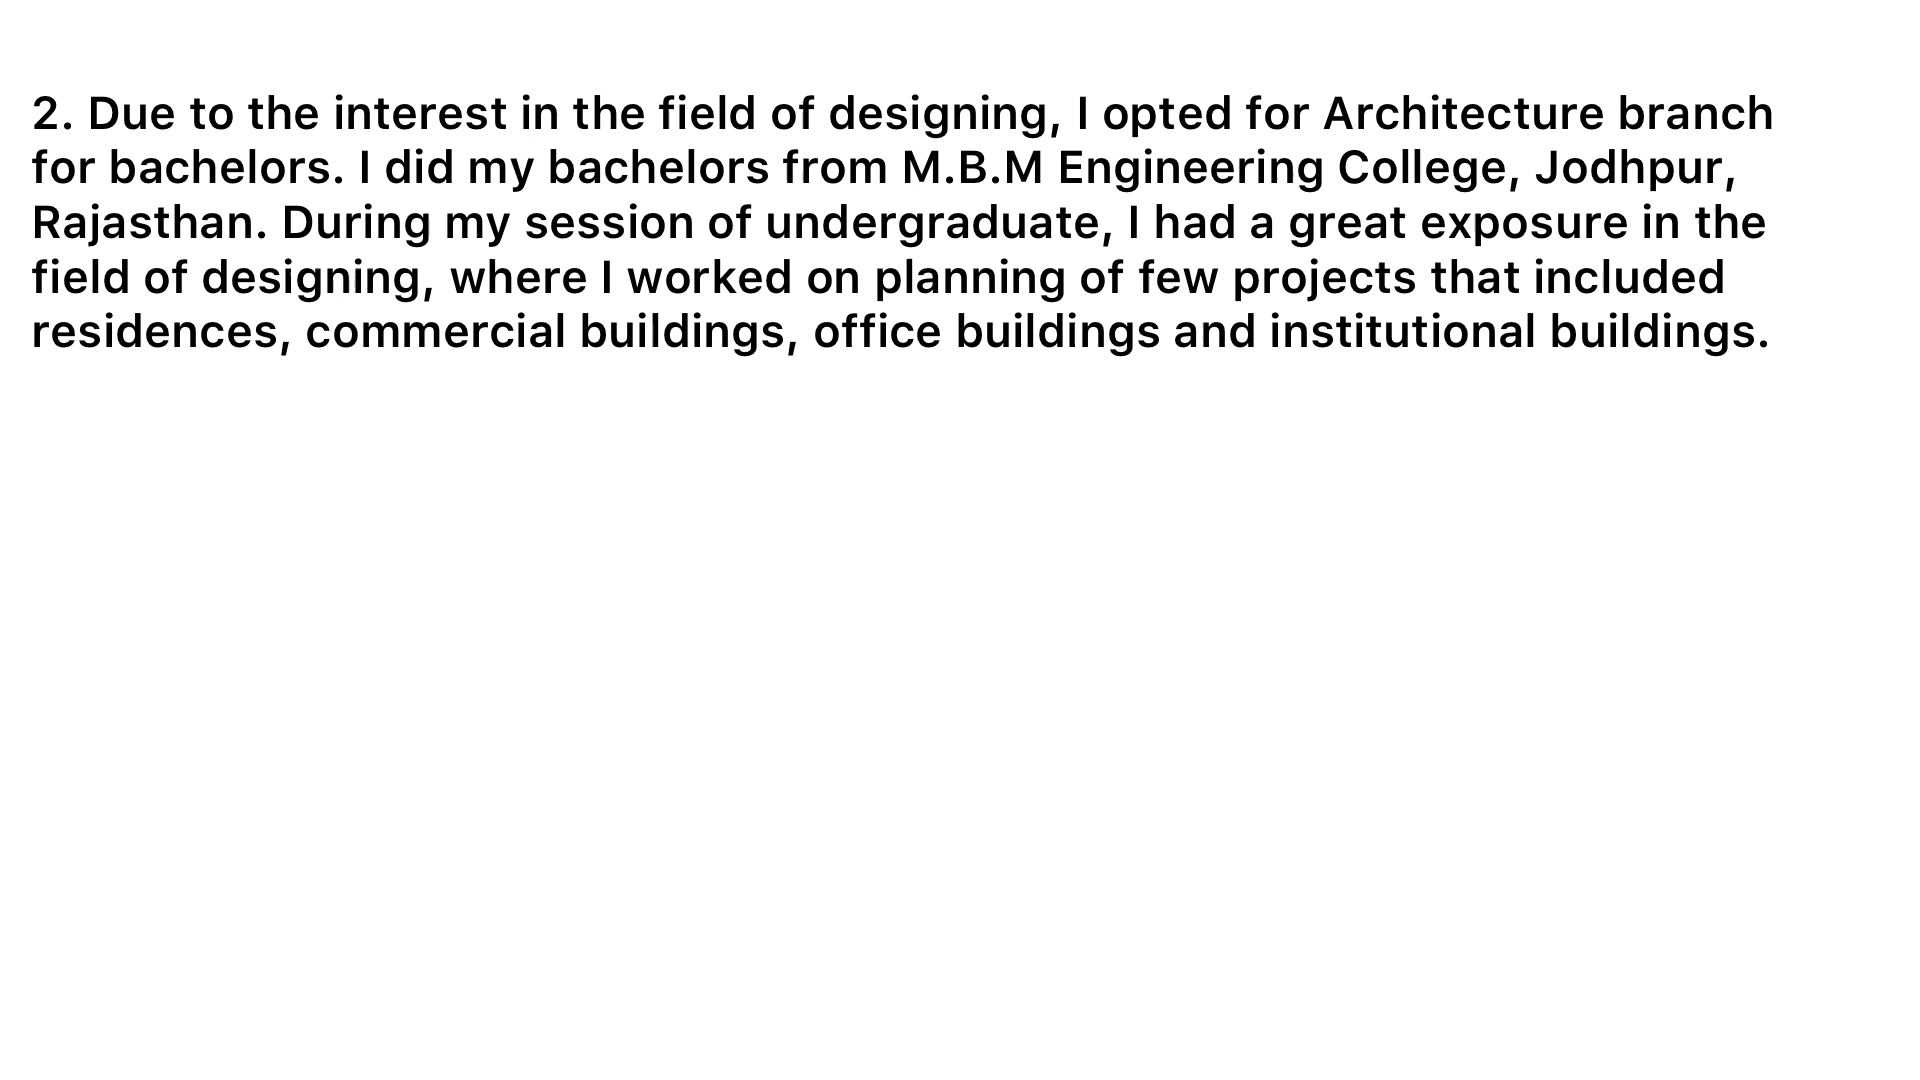 2. Due to the interest in the field of designing, I opted for Architecture branch
for bachelors. I did my bachelors from M.B.M Engineering College, Jodhpur,
Rajasthan. During my session of undergraduate, I had a great exposure in the
field of designing, where I worked on planning of few projects that included
residences, commercial buildings, office buildings and institutional buildings.